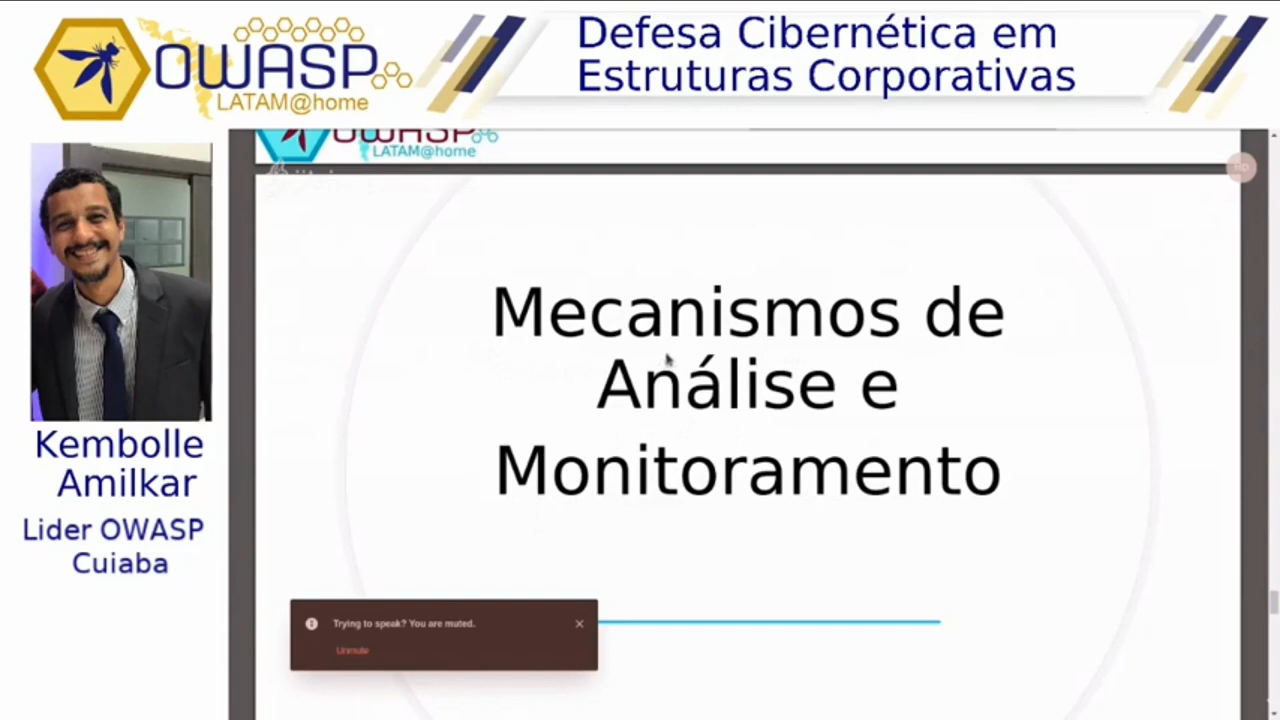 OWASP
LATAM@home
Defesa Cibernética em
Estruturas Corporativas
OWASP
LATAM@home
Mecanismos de
Análise e
Monitoramento
Kembolle
Amilkar
Lider OWASP
Cuiaba
Trying to speak? You are muted.
Unmute